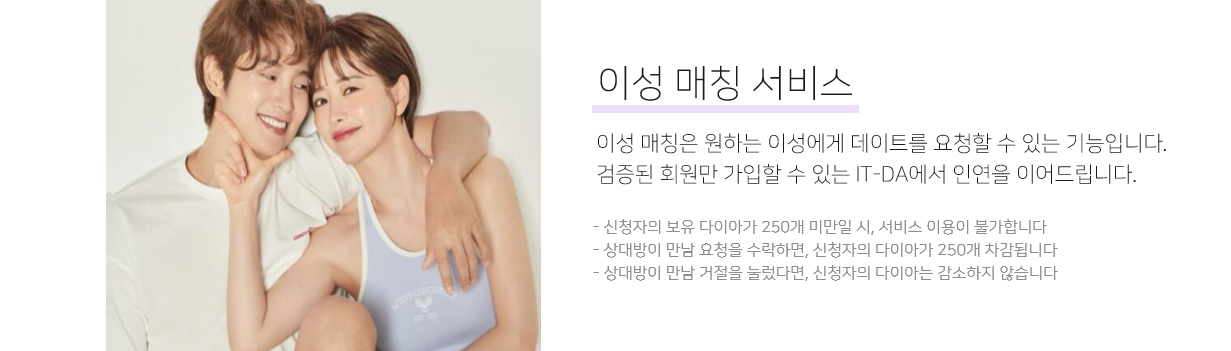 이성 매칭 서비스
이성 매칭은 원하는 이성에게 데이트를 요청할 수 있는 기능입니다.
검증된 회원만 가입할 수 있는 IT-DA에서 인연을 이어드립니다.
- 신청자의 보유 다이아가 250개 미만일 시, 서비스 이용이 불가합니다
- 상대방이 만남 요청을 수락하면, 신청자의 다이아가 250개 차감됩니다
- 상대방이 만남 거절을 눌렀다면, 신청자의 다이아는 감소하지 않습니다